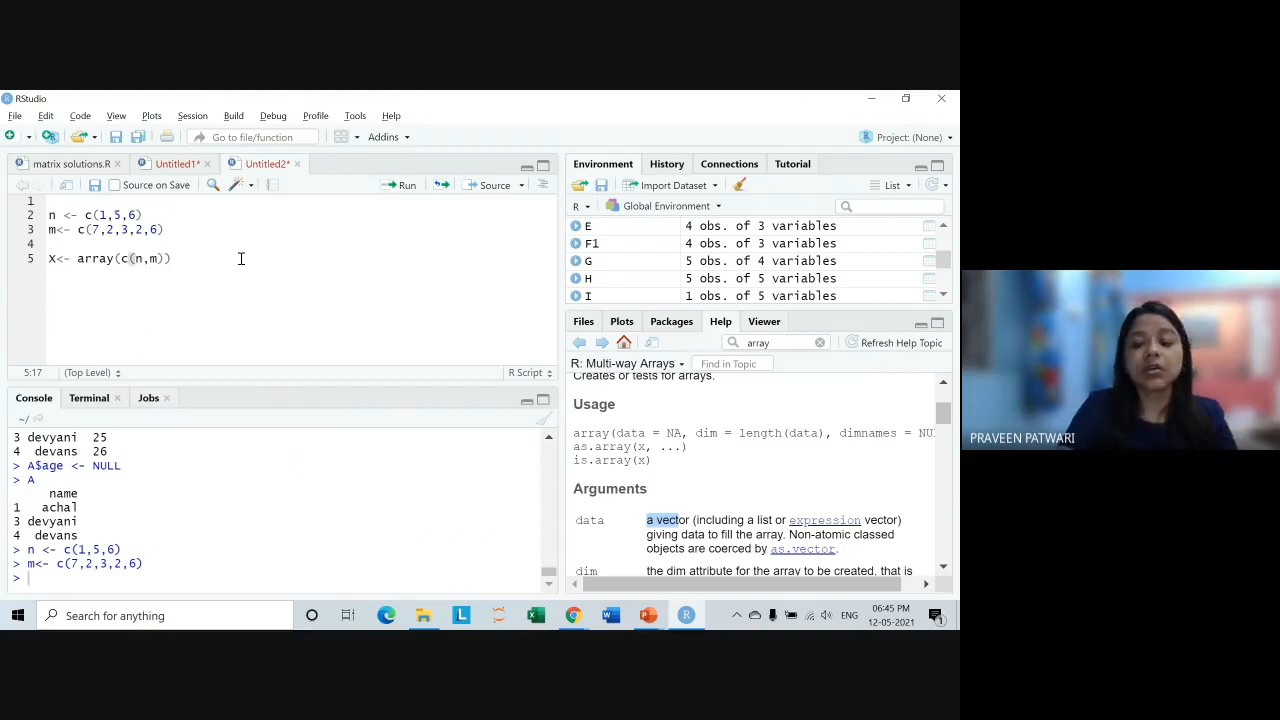 RStudio
File Edit Code View Plots Session Build Debug Profile Tools Help
Go to file/function Addins Project: (None)
matrix solutions.R Untitled1* Untitled2*
Source on Save Run Source
1
2 n <- c(1,5,6)
3 m<- c(7,2,3,2,6)
4
5 X<- array(c(n,m))
5:17 (Top Level) R Script
Console Terminal Jobs
~/
3 devyani 25
4 devans 26
> A$age <- NULL
> A
name
1 achal
3 devyani
4 devans
> n <- c(1,5,6)
> m<- c(7,2,3,2,6)
>
Environment History Connections Tutorial
Import Dataset List
R Global Environment
E 4 obs. of 3 variables
F1 4 obs. of 3 variables
G 5 obs. of 4 variables
H 5 obs. of 5 variables
I 1 obs. of 5 variables
Files Plots Packages Help Viewer
array Refresh Help Topic
R: Multi-way Arrays Find in Topic
Creates or tests for arrays.
Usage
array(data = NA, dim = length(data), dimnames = NU
as.array(x, ...)
is.array(x)
Arguments
data a vector (including a list or expression vector)
giving data to fill the array. Non-atomic classed
objects are coerced by as.vector.
dim the dim attribute for the array to be created, that is
PRAVEEN PATWARI
Search for anything
ENG
06:45 PM
12-05-2021